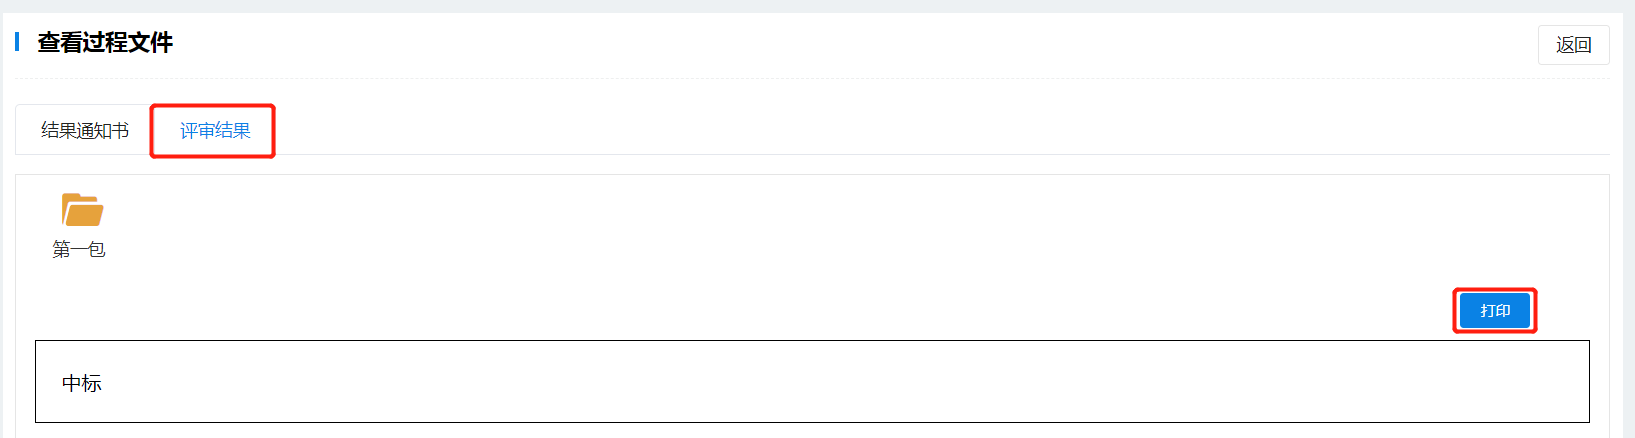 查看过程文件
返回
结果通知书
评审结果
第一包
打印
中标